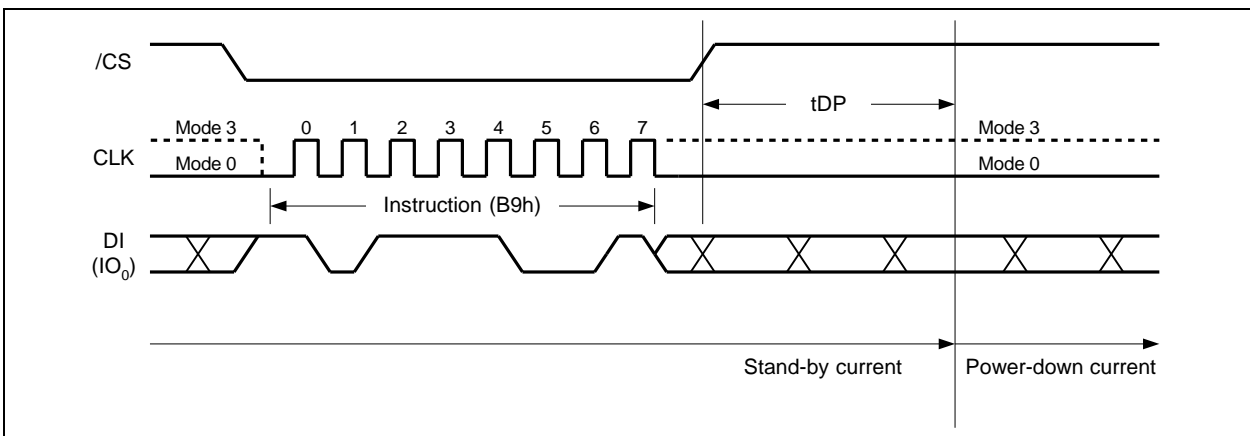 /CS
tDP
Mode 3
0 1 2 3 4 5 6 7
Mode 3
CLK
Mode 0
Mode 0
Instruction (B9h)
DI
(IO0)
Stand-by current
Power-down current